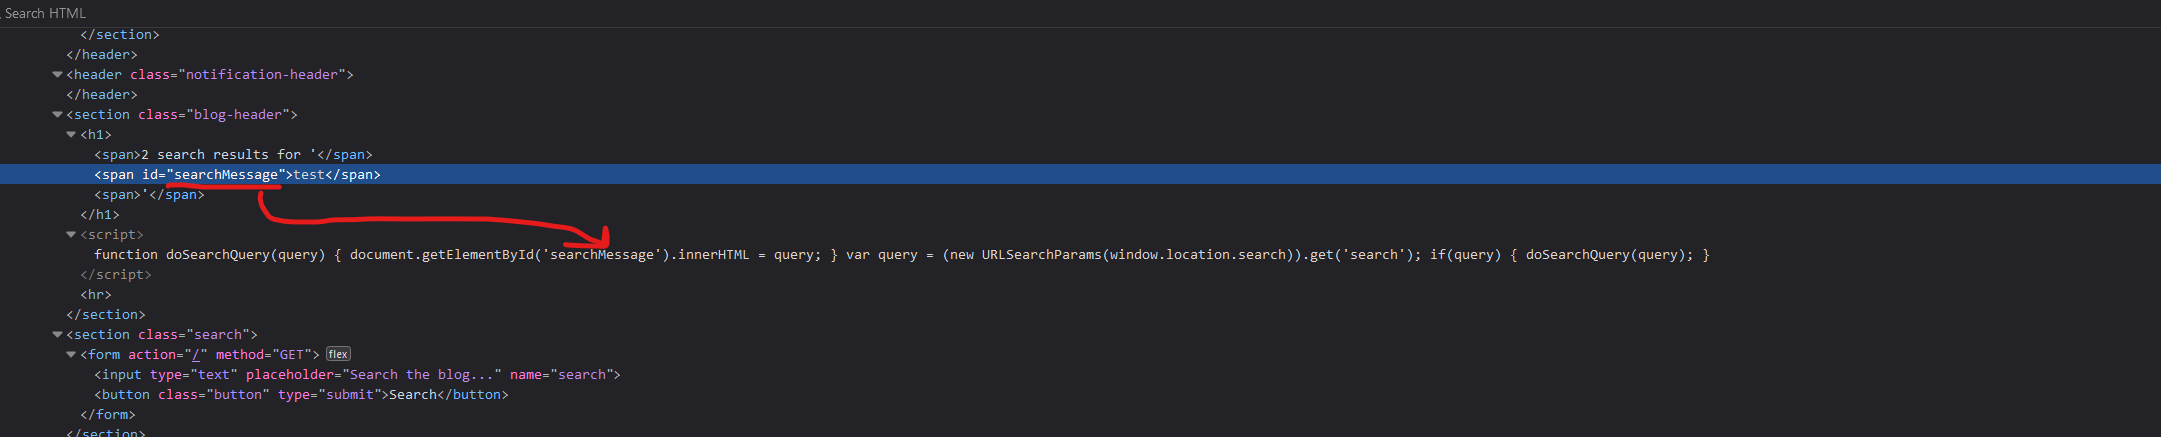 Search HTML
</section>
</header>
<header class="notification-header">
</header>
<section class="blog-header">
<h1>
<span>2 search results for '</span>
<span id="searchMessage">test</span>
<span>'</span>
</h1>
<script>
function doSearchQuery(query) { document.getElementById('searchMessage').innerHTML = query; } var query = (new URLSearchParams(window.location.search)).get('search'); if(query) { doSearchQuery(query); }
</script>
<hr>
</section>
<section class="search">
<form action="/" method="GET"> flex
<input type="text" placeholder="Search the blog..." name="search">
<button class="button" type="submit">Search</button>
</form>
</section>